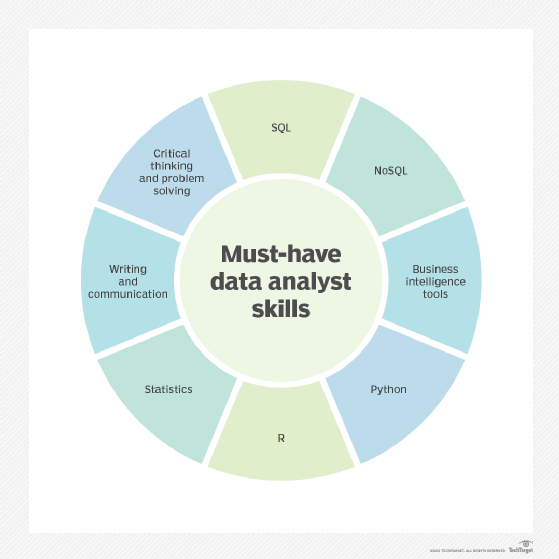 SQL
NoSQL
Critical
thinking
and problem
solving
Must-have
data analyst
skills
Business
intelligence
tools
Writing
and
communication
Statistics
Python
R
TechTarget